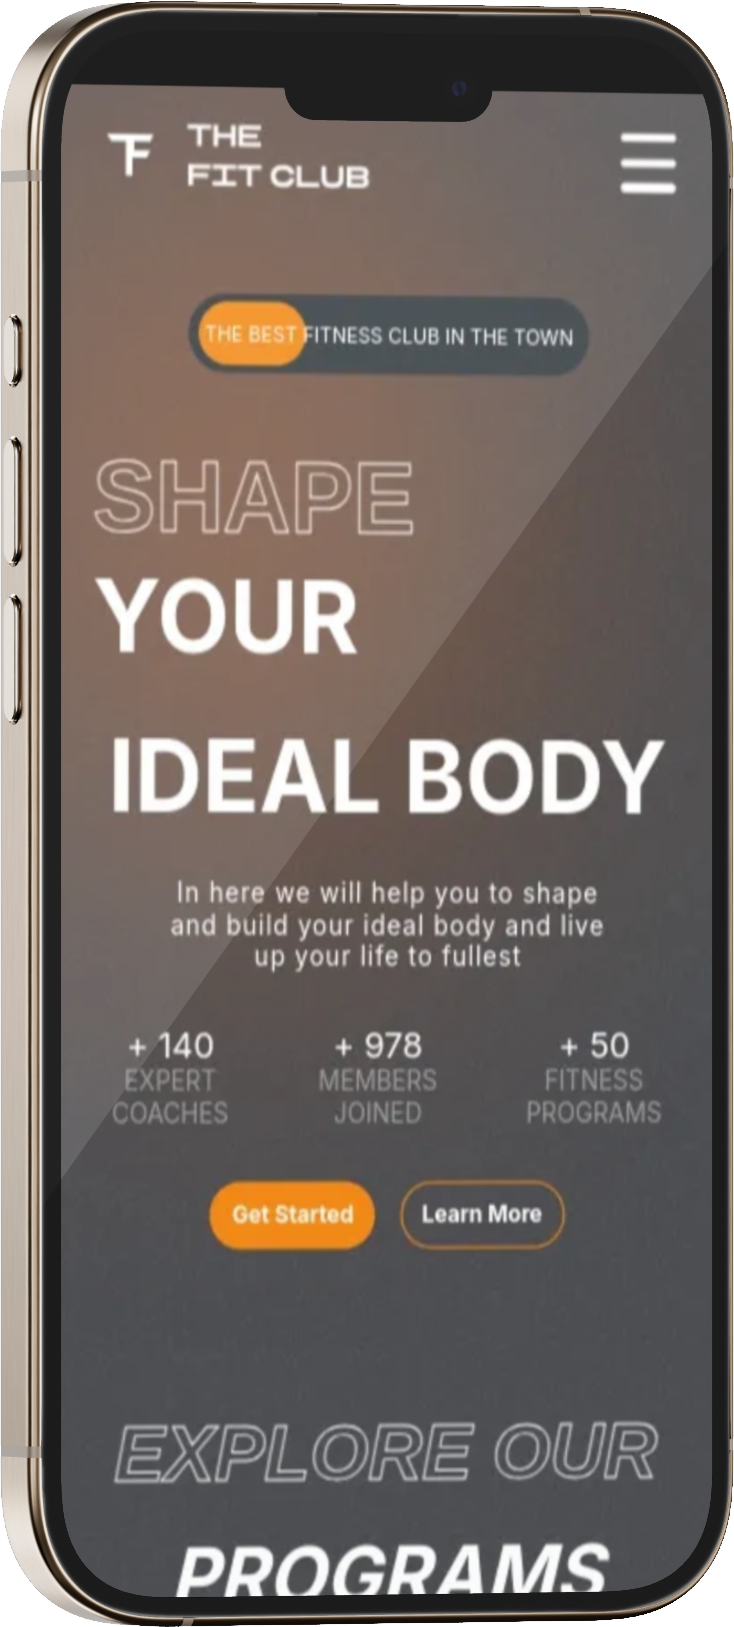 THE
FIT CLUB
THE BEST FITNESS CLUB IN THE TOWN
SHAPE
YOUR
IDEAL BODY
In here we will help you to shape
and build your ideal body and live
up your life to fullest
+ 140
EXPERT
COACHES
+ 978
MEMBERS
JOINED
+ 50
FITNESS
PROGRAMS
Get Started
Learn More
EXPLORE OUR
PROGRAMS